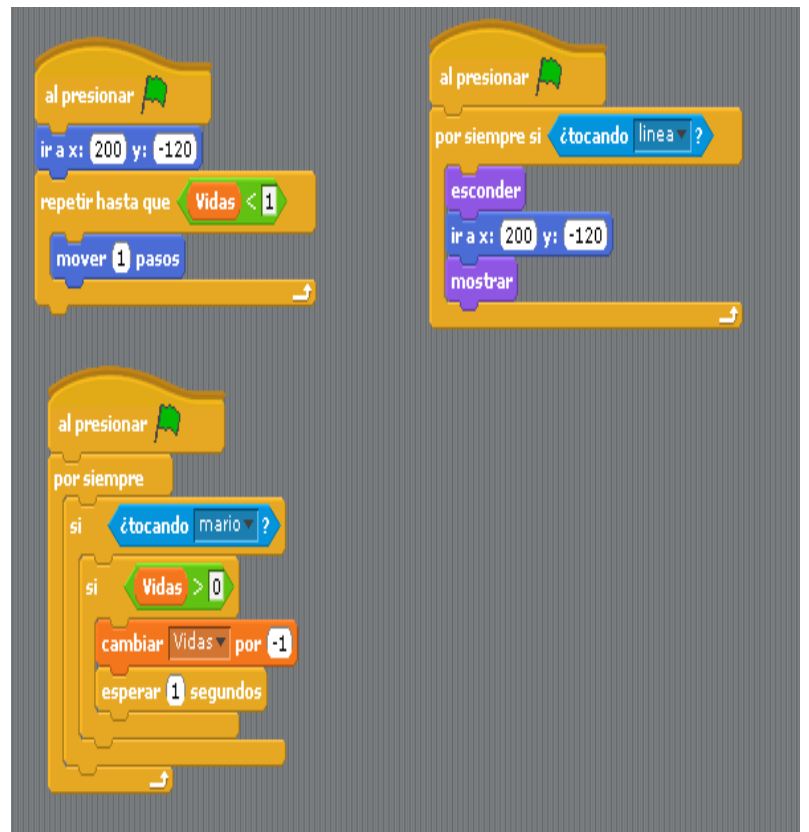 al presionar
ir a x: 200 y: -120
repetir hasta que Vidas < 1
mover 1 pasos
al presionar
por siempre si ¿tocando linea ?
esconder
ir a x: 200 y: -120
mostrar
al presionar
por siempre
si ¿tocando mario ?
si Vidas > 0
cambiar Vidas por -1
esperar 1 segundos